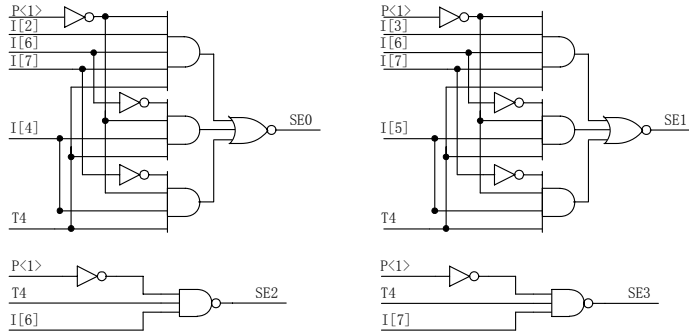 P<1>
I[2]
I[6]
I[7]
I[4]
SE0
T4
P<1>
I[3]
I[6]
I[7]
I[5]
SE1
T4
P<1>
T4
SE2
I[6]
P<1>
T4
SE3
I[7]